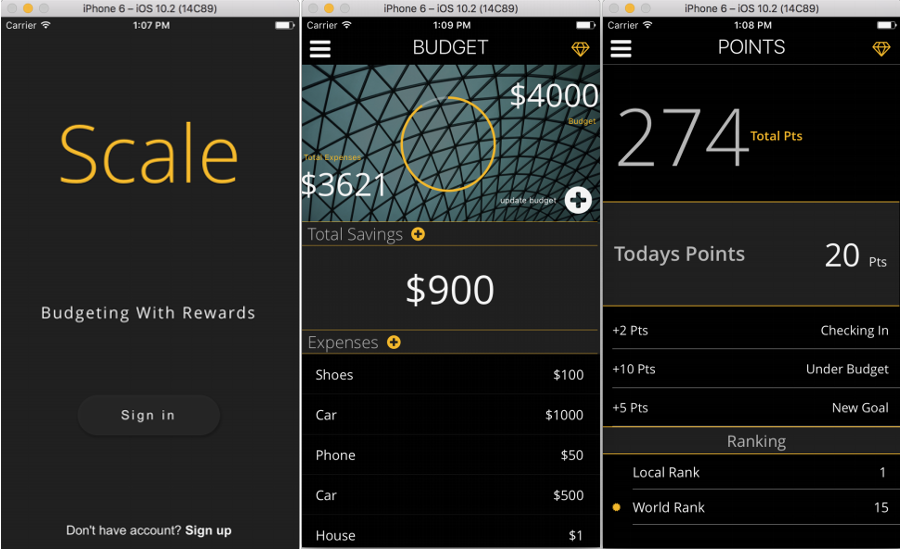 iPhone 6 – iOS 10.2 (14C89)
Carrier 1:07 PM
Scale
Budgeting With Rewards
Sign in
Don't have account? Sign up
iPhone 6 – iOS 10.2 (14C89)
Carrier 1:09 PM
BUDGET
$4000
Budget
Total Expenses
$3621
update budget
Total Savings
$900
Expenses
Shoes $100
Car $1000
Phone $50
Car $500
House $1
iPhone 6 – iOS 10.2 (14C89)
Carrier 1:08 PM
POINTS
274 Total Pts
Todays Points 20 Pts
+2 Pts Checking In
+10 Pts Under Budget
+5 Pts New Goal
Ranking
Local Rank 1
World Rank 15